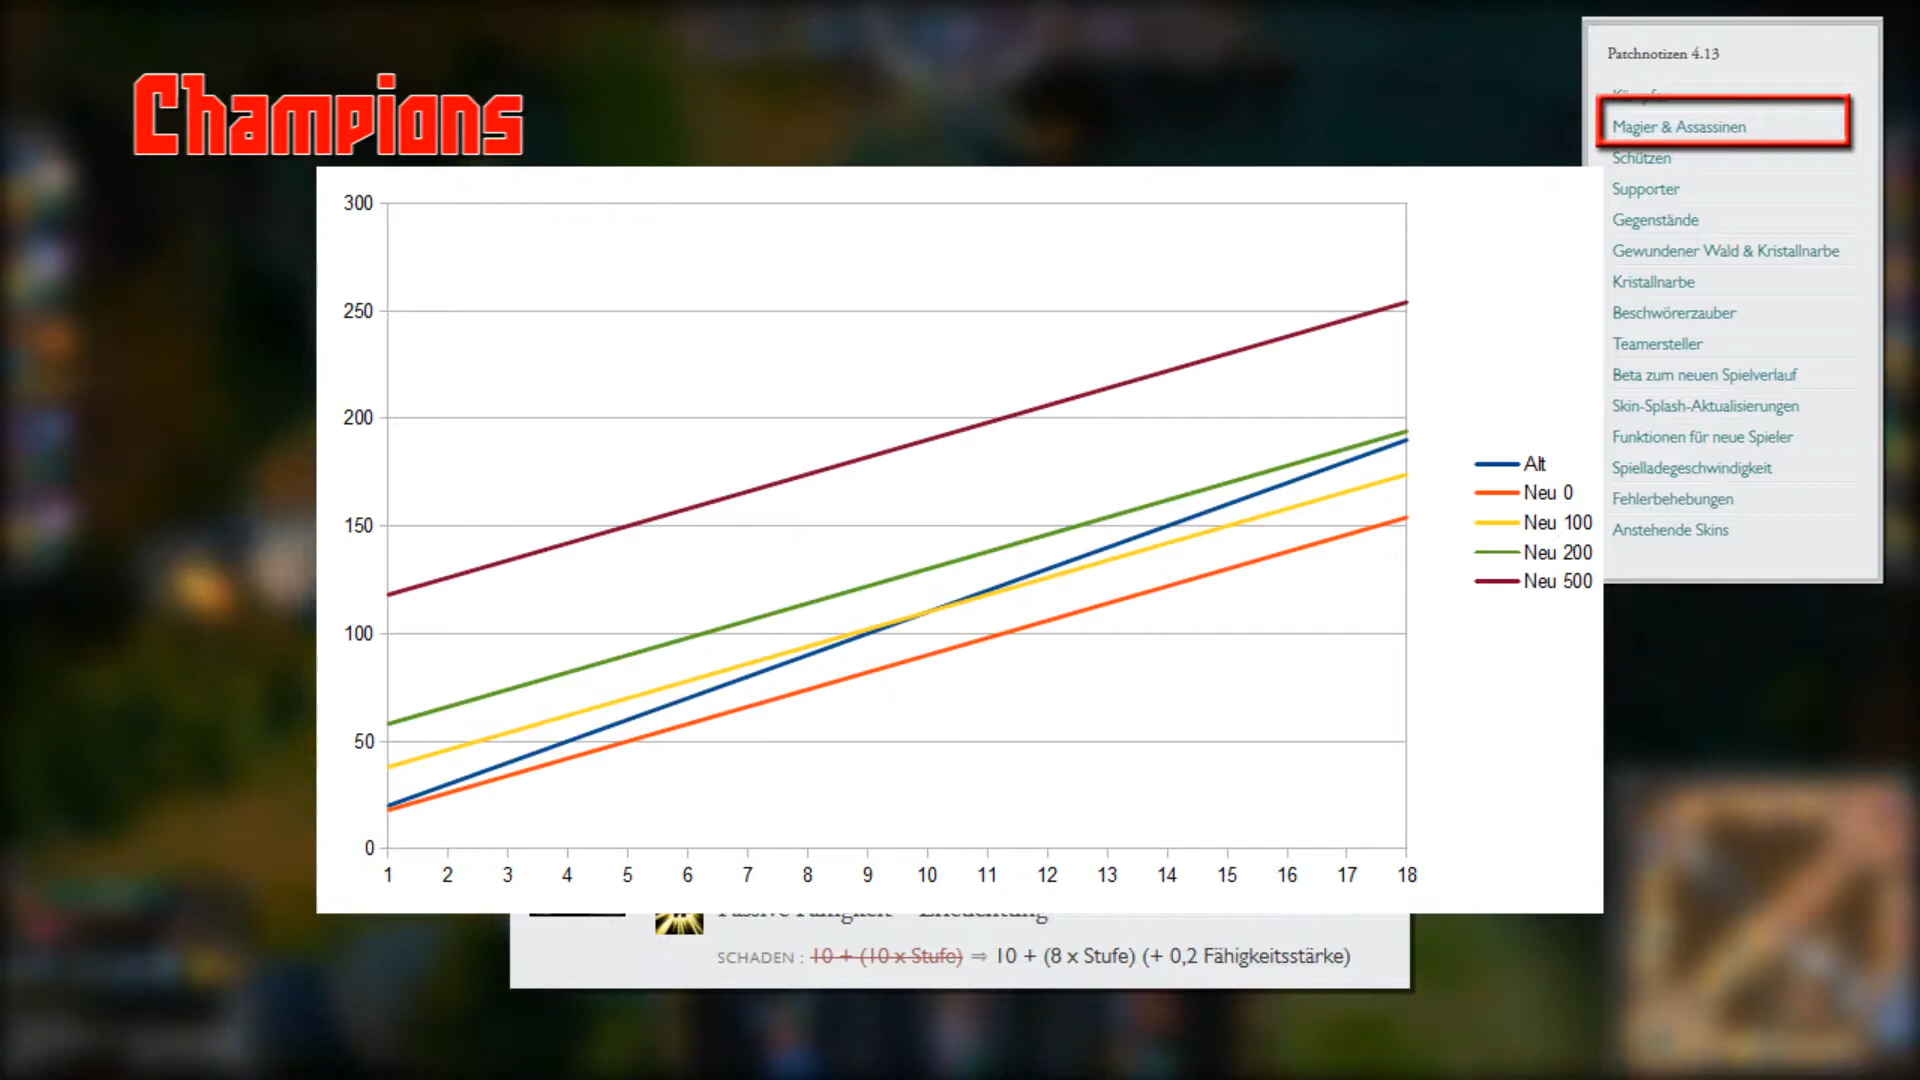 Champions
Patchnotizen 4.13
Magier & Assassinen
Schützen
Supporter
Gegenstände
Gewundener Wald & Kristallnarbe
Kristallnarbe
Beschwörerzauber
Teamersteller
Beta zum neuen Spielverlauf
Skin-Splash-Aktualisierungen
Funktionen für neue Spieler
Spielladegeschwindigkeit
Fehlerbehebungen
Anstehende Skins
300
250
200
150
100
50
0
1 2 3 4 5 6 7 8 9 10 11 12 13 14 15 16 17 18
Alt
Neu 0
Neu 100
Neu 200
Neu 500
SCHADEN : 10 + (10 x Stufe) ⇒ 10 + (8 x Stufe) (+ 0,2 Fähigkeitsstärke)